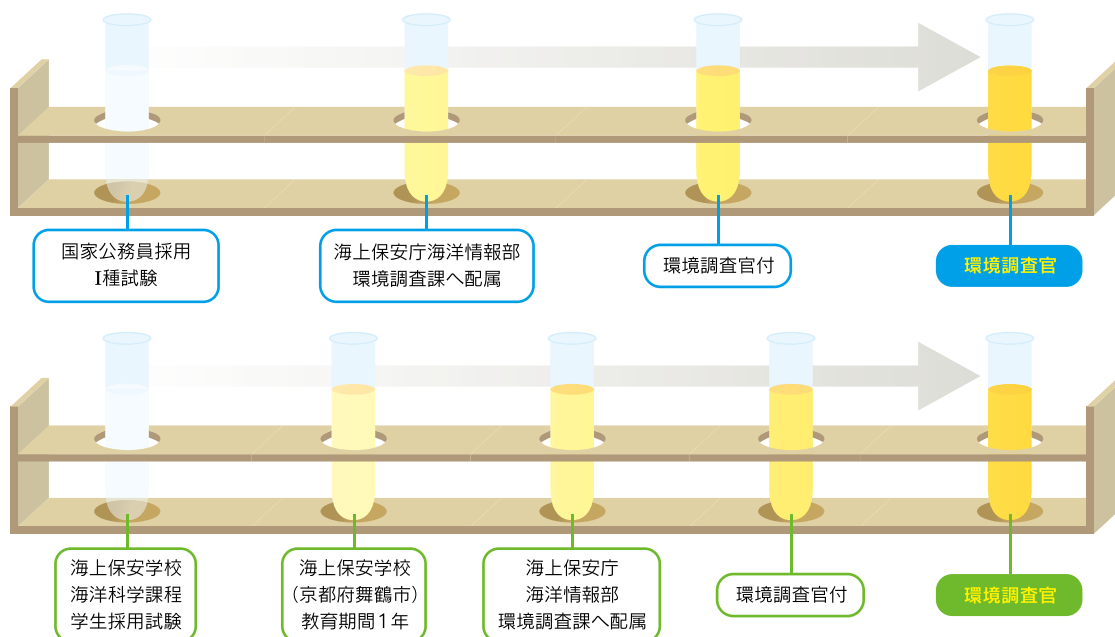 国家公務員採用
I種試験
海上保安庁海洋情報部
環境調査課へ配属
環境調査官付
環境調査官
海上保安学校
海洋科学課程
学生採用試験
海上保安学校
（京都府舞鶴市）
教育期間1年
海上保安庁
海洋情報部
環境調査課へ配属
環境調査官付
環境調査官